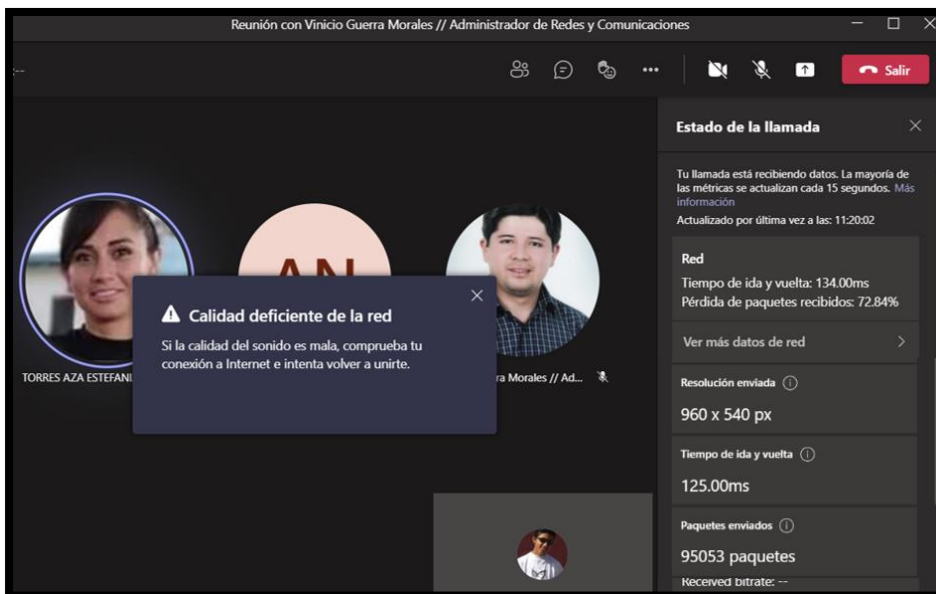 Reunión con Vinicio Guerra Morales // Administrador de Redes y Comunicaciones
:--
Salir
Estado de la llamada
Tu llamada está recibiendo datos. La mayoría de
las métricas se actualizan cada 15 segundos. Más
información
Actualizado por última vez a las: 11:20:02
Red
Tiempo de ida y vuelta: 134.00ms
Pérdida de paquetes recibidos: 72.84%
Ver más datos de red
Resolución enviada
960 x 540 px
Tiempo de ida y vuelta
125.00ms
Paquetes enviados
95053 paquetes
Received bitrate: --
AN
Calidad deficiente de la red
Si la calidad del sonido es mala, comprueba tu
conexión a Internet e intenta volver a unirte.
TORRES AZA ESTEFANI
ra Morales // Ad...